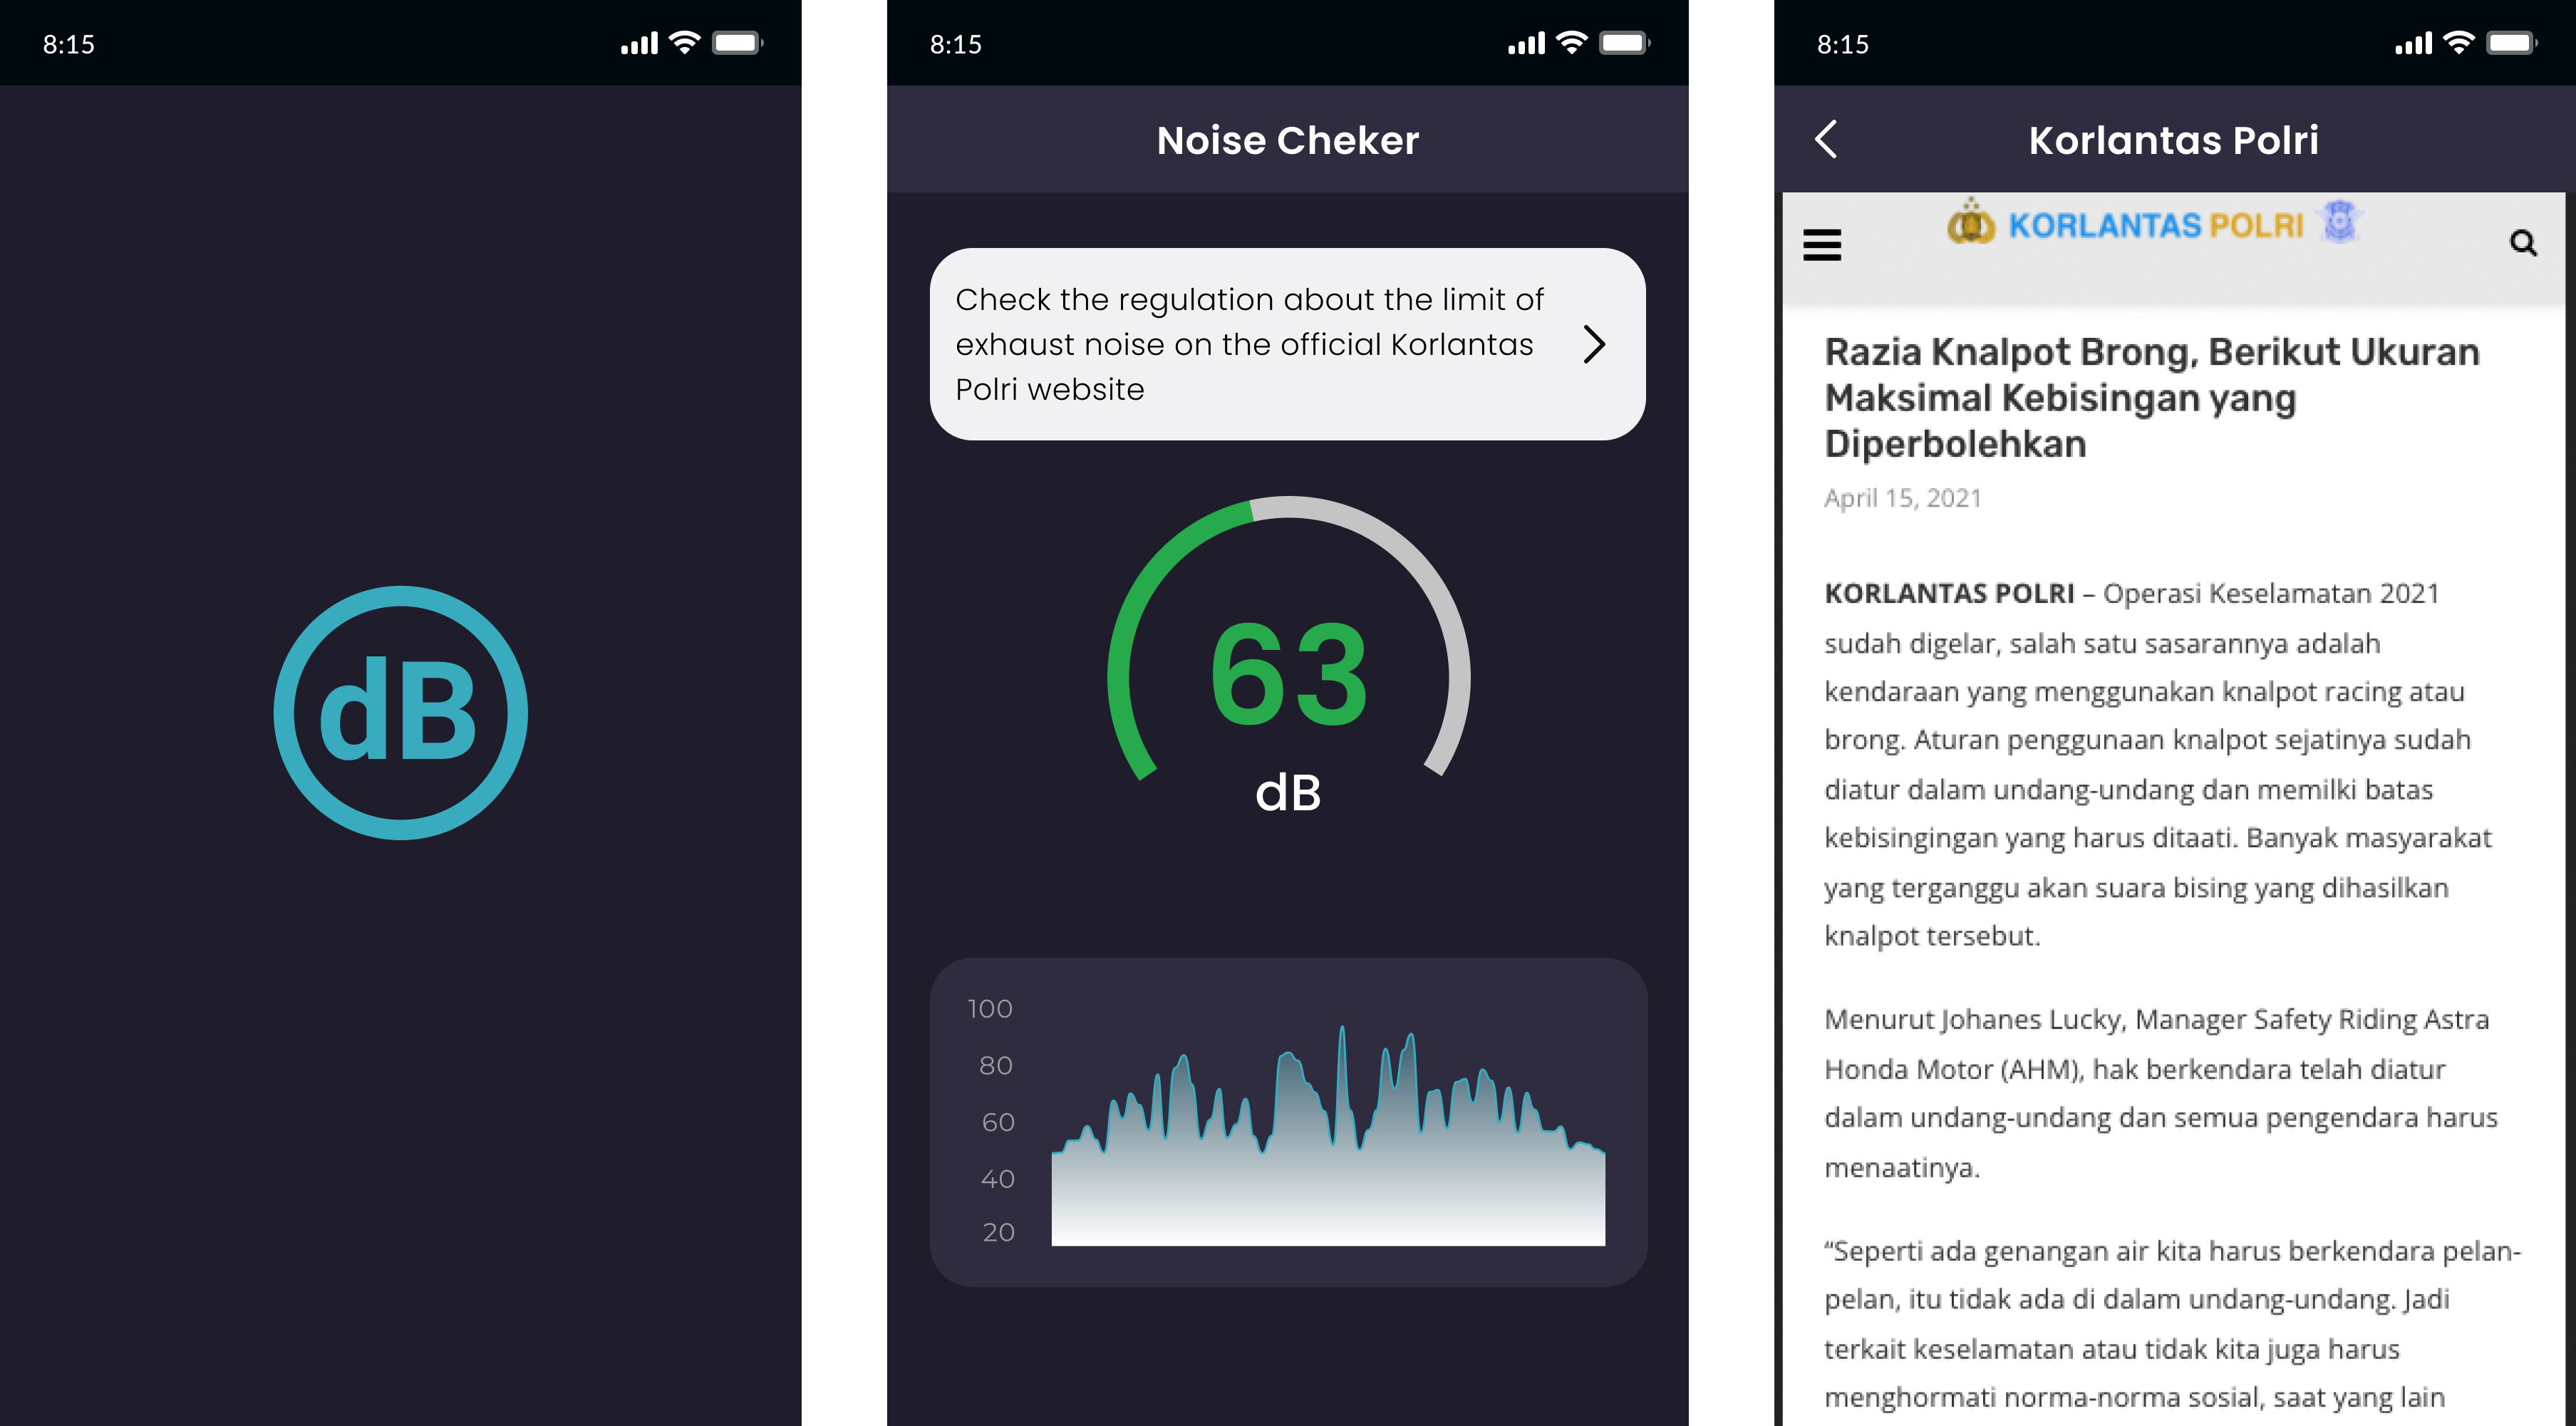 8:15
dB
8:15
Noise Cheker
Check the regulation about the limit of
exhaust noise on the official Korlantas
Polri website
63
dB
100
80
60
40
20
8:15
Korlantas Polri
KORLANTAS POLRI
Razia Knalpot Brong, Berikut Ukuran
Maksimal Kebisingan yang
Diperbolehkan
April 15, 2021
KORLANTAS POLRI – Operasi Keselamatan 2021
sudah digelar, salah satu sasarannya adalah
kendaraan yang menggunakan knalpot racing atau
brong. Aturan penggunaan knalpot sejatinya sudah
diatur dalam undang-undang dan memilki batas
kebisingingan yang harus ditaati. Banyak masyarakat
yang terganggu akan suara bising yang dihasilkan
knalpot tersebut.
Menurut Johanes Lucky, Manager Safety Riding Astra
Honda Motor (AHM), hak berkendara telah diatur
dalam undang-undang dan semua pengendara harus
menaatinya.
“Seperti ada genangan air kita harus berkendara pelan-
pelan, itu tidak ada di dalam undang-undang. Jadi
terkait keselamatan atau tidak kita juga harus
menghormati norma-norma sosial, saat yang lain